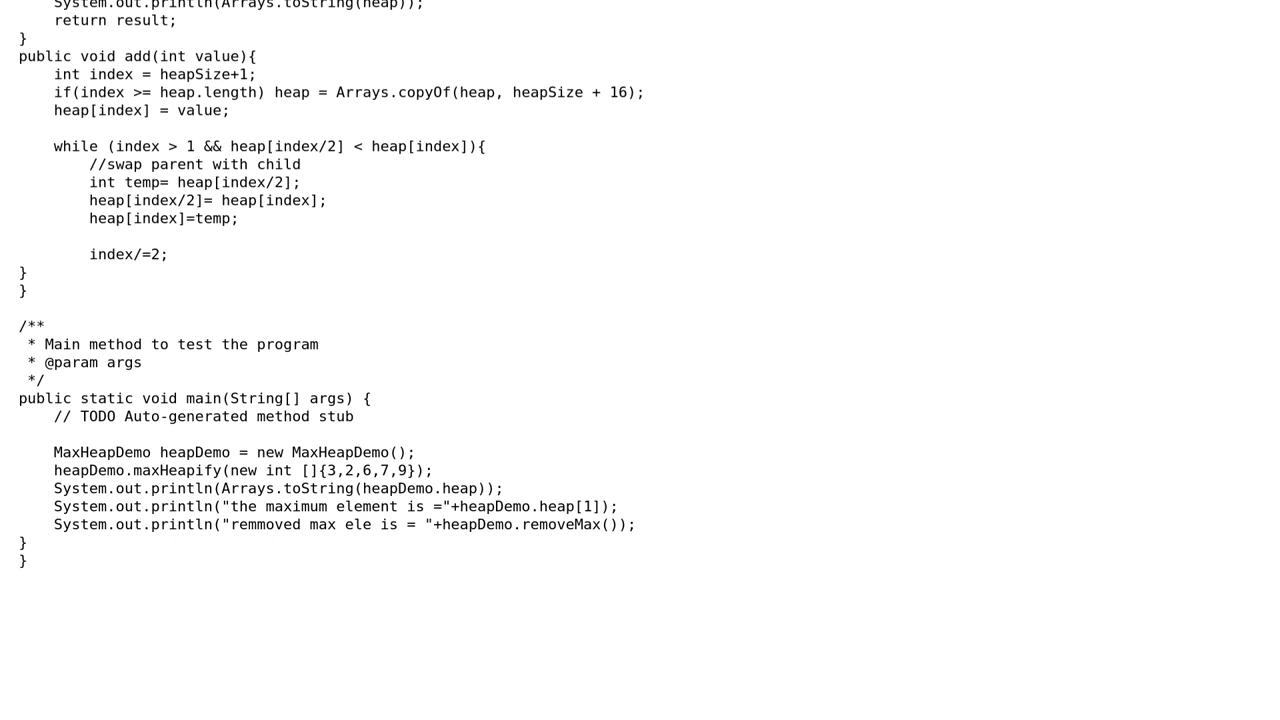 System.out.println(Arrays.toString(heap));
    return result;
}
public void add(int value){
    int index = heapSize+1;
    if(index >= heap.length) heap = Arrays.copyOf(heap, heapSize + 16);
    heap[index] = value;

    while (index > 1 && heap[index/2] < heap[index]){
        //swap parent with child
        int temp= heap[index/2];
        heap[index/2]= heap[index];
        heap[index]=temp;

        index/=2;
}
}

/**
 * Main method to test the program
 * @param args
 */
public static void main(String[] args) {
    // TODO Auto-generated method stub

    MaxHeapDemo heapDemo = new MaxHeapDemo();
    heapDemo.maxHeapify(new int []{3,2,6,7,9});
    System.out.println(Arrays.toString(heapDemo.heap));
    System.out.println("the maximum element is ="+heapDemo.heap[1]);
    System.out.println("remmoved max ele is = "+heapDemo.removeMax());
}
}